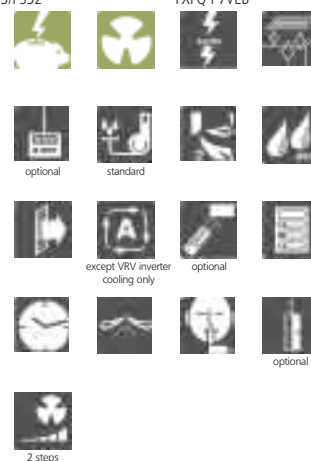 optional
standard
A
except VRV inverter
cooling only
optional
optional
2 steps